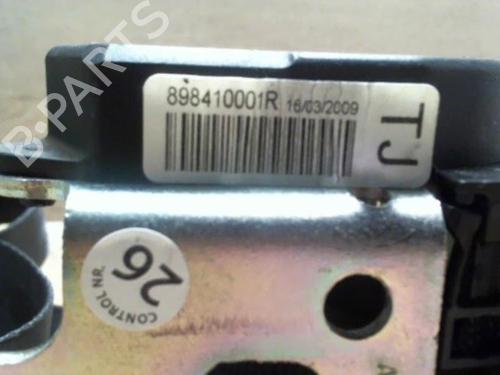 898410001R 16/03/2009
TJ
26
CONTROL NR.
A
B-PARTS